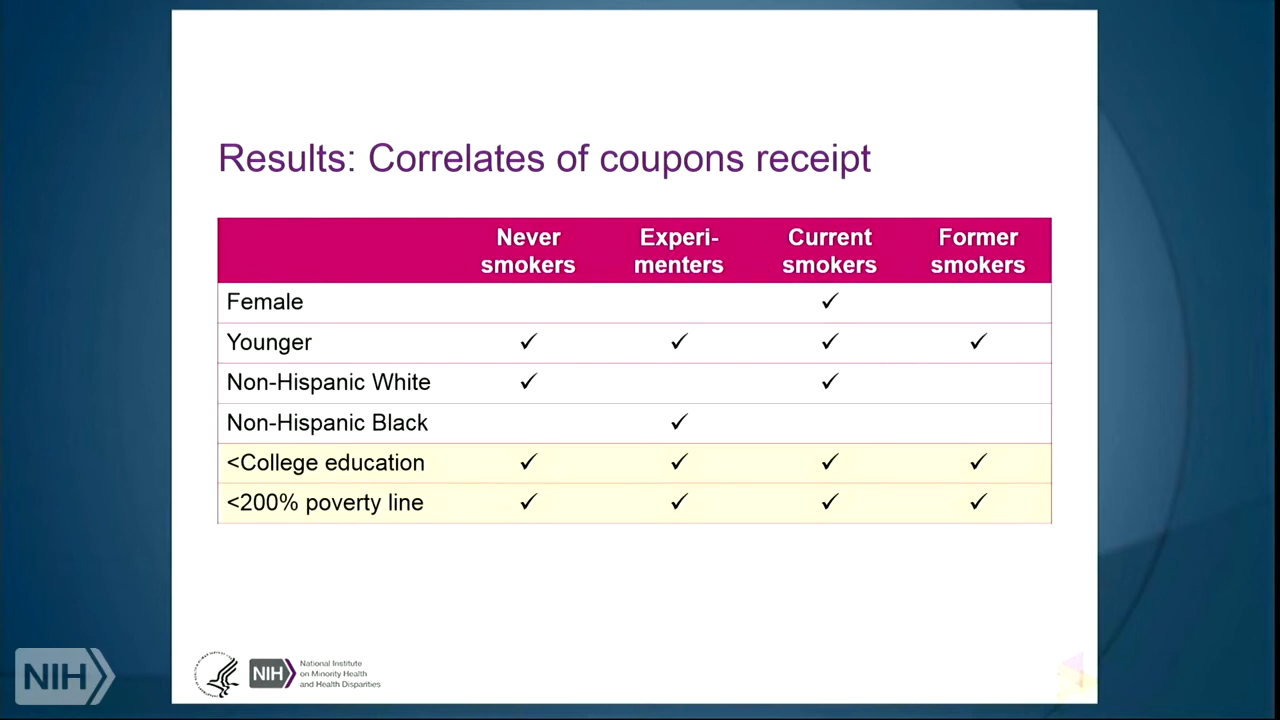 Results: Correlates of coupons receipt
Never smokers
Experi-
menters
Current smokers
Former smokers
Female ✓
Younger ✓ ✓ ✓ ✓
Non-Hispanic White ✓ ✓
Non-Hispanic Black ✓
<College education ✓ ✓ ✓ ✓
<200% poverty line ✓ ✓ ✓ ✓
NIH
National Institute
on Minority Health
and Health Disparities
NIH